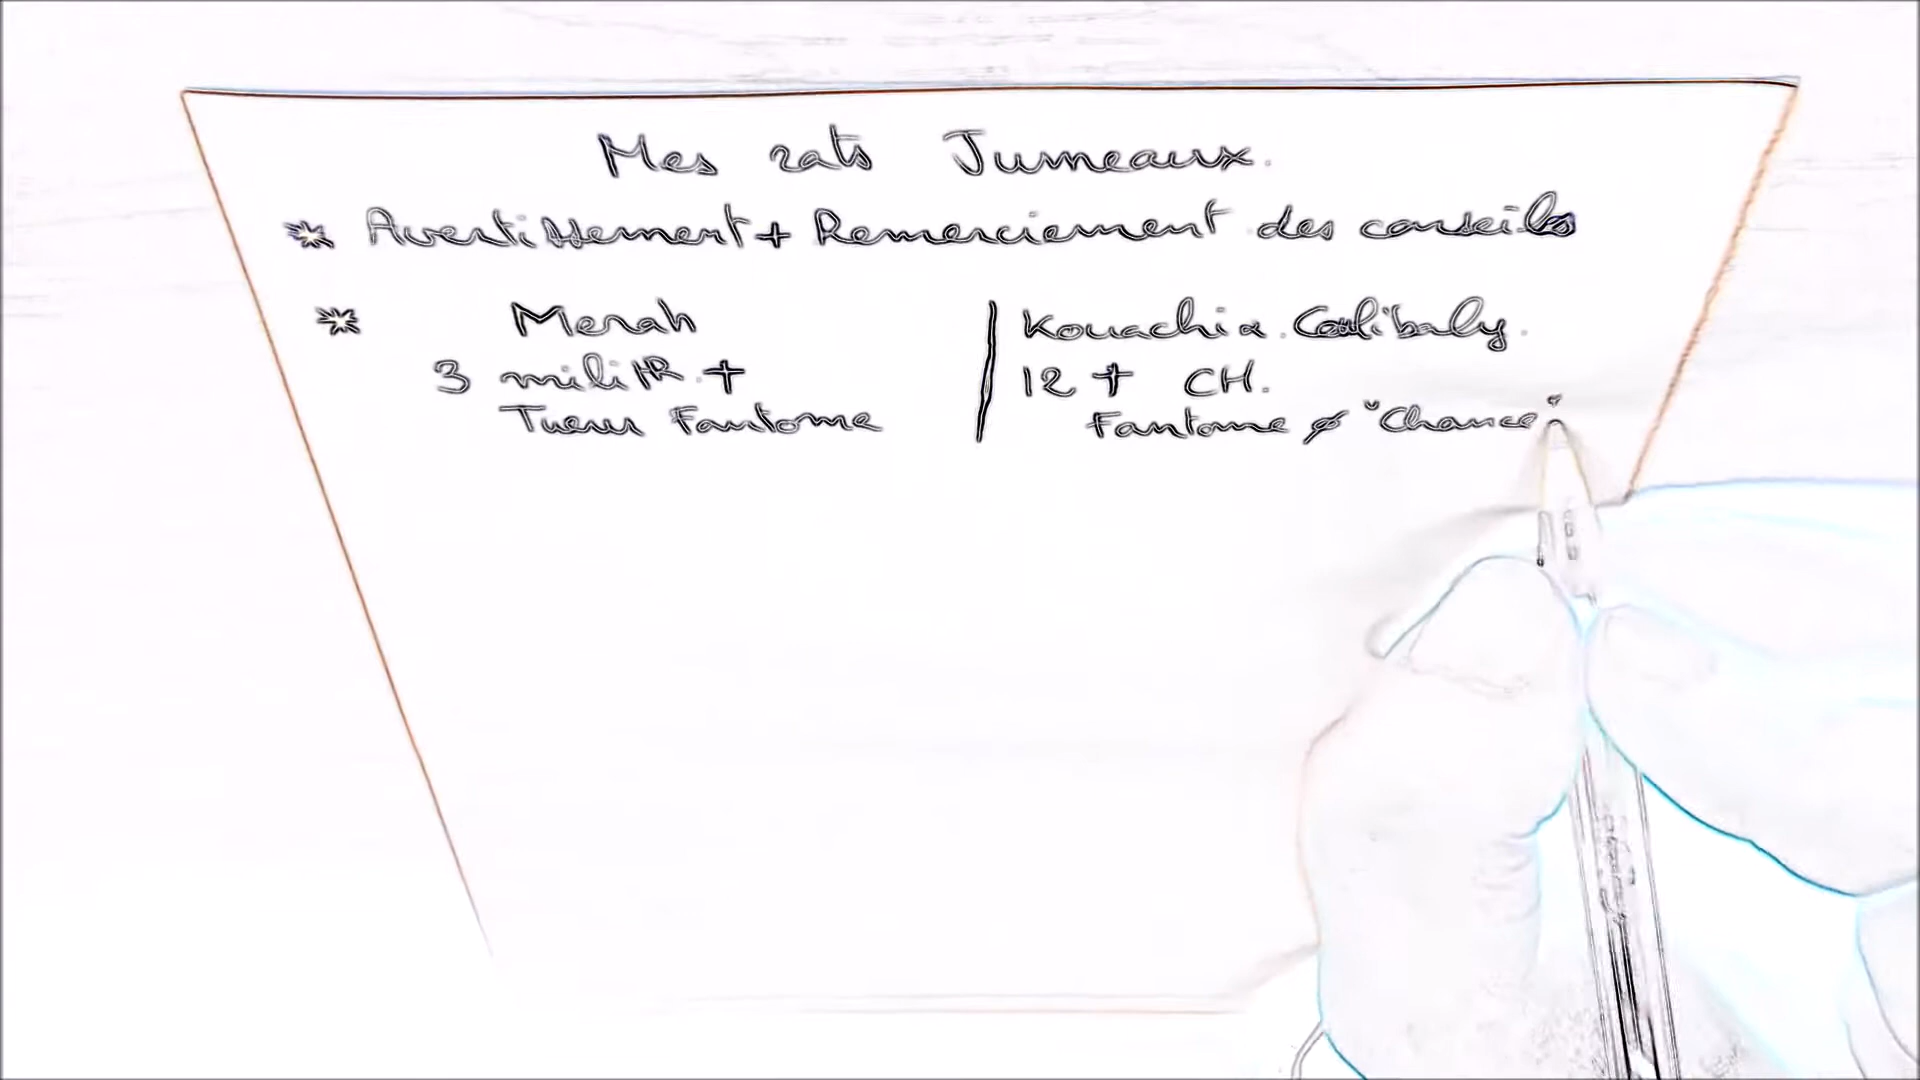 Mes rats Jumeaux.
* Avertissement + Remerciement des conseils
* Merah | Kouachi x. Coulibaly.
3 militR. + | 12 + CH.
Tueur Fantome | Fantome ø "Chance"